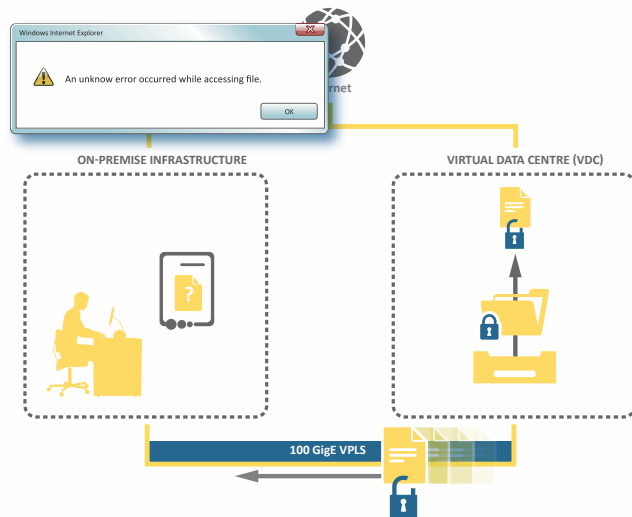 Windows Internet Explorer
An unknow error occurred while accessing file.
OK
rnet
ON-PREMISE INFRASTRUCTURE
VIRTUAL DATA CENTRE (VDC)
?
100 GigE VPLS